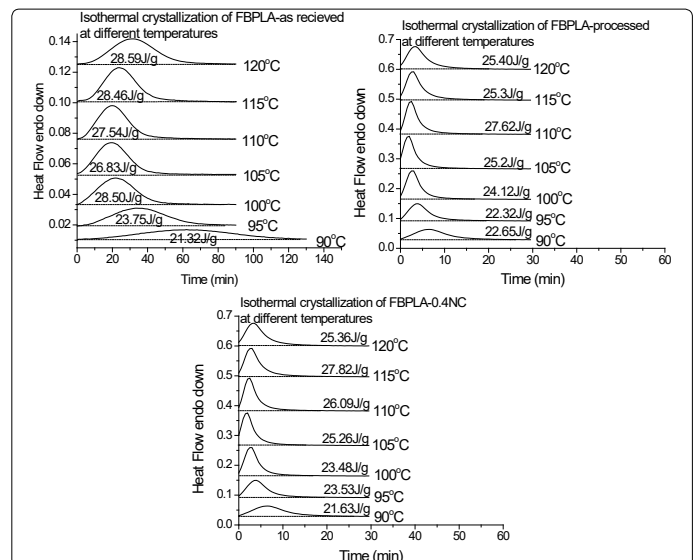 Isothermal crystallization of FBPLA-as recieved
at different temperatures
0.14
0.12
0.10
0.08
0.06
0.04
0.02
Heat Flow endo down
28.59J/g 120°C
28.46J/g 115°C
27.54J/g 110°C
26.83J/g 105°C
28.50J/g 100°C
23.75J/g 95°C
21.32J/g 90°C
0 20 40 60 80 100 120 140
Time (min)
Isothermal crystallization of FBPLA-processed
at different temperatures
0.7
0.6
0.5
0.4
0.3
0.2
0.1
0.0
Heat Flow endo down
25.40J/g 120°C
25.3J/g 115°C
27.62J/g 110°C
25.2J/g 105°C
24.12J/g 100°C
22.32J/g 95°C
22.65J/g 90°C
0 10 20 30 40 50 60
Time (min)
Isothermal crystallization of FBPLA-0.4NC
at different temperatures
0.7
0.6
0.5
0.4
0.3
0.2
0.1
0.0
Heat Flow endo down
25.36J/g 120°C
27.82J/g 115°C
26.09J/g 110°C
25.26J/g 105°C
23.48J/g 100°C
23.53J/g 95°C
21.63J/g 90°C
0 10 20 30 40 50 60
Time (min)